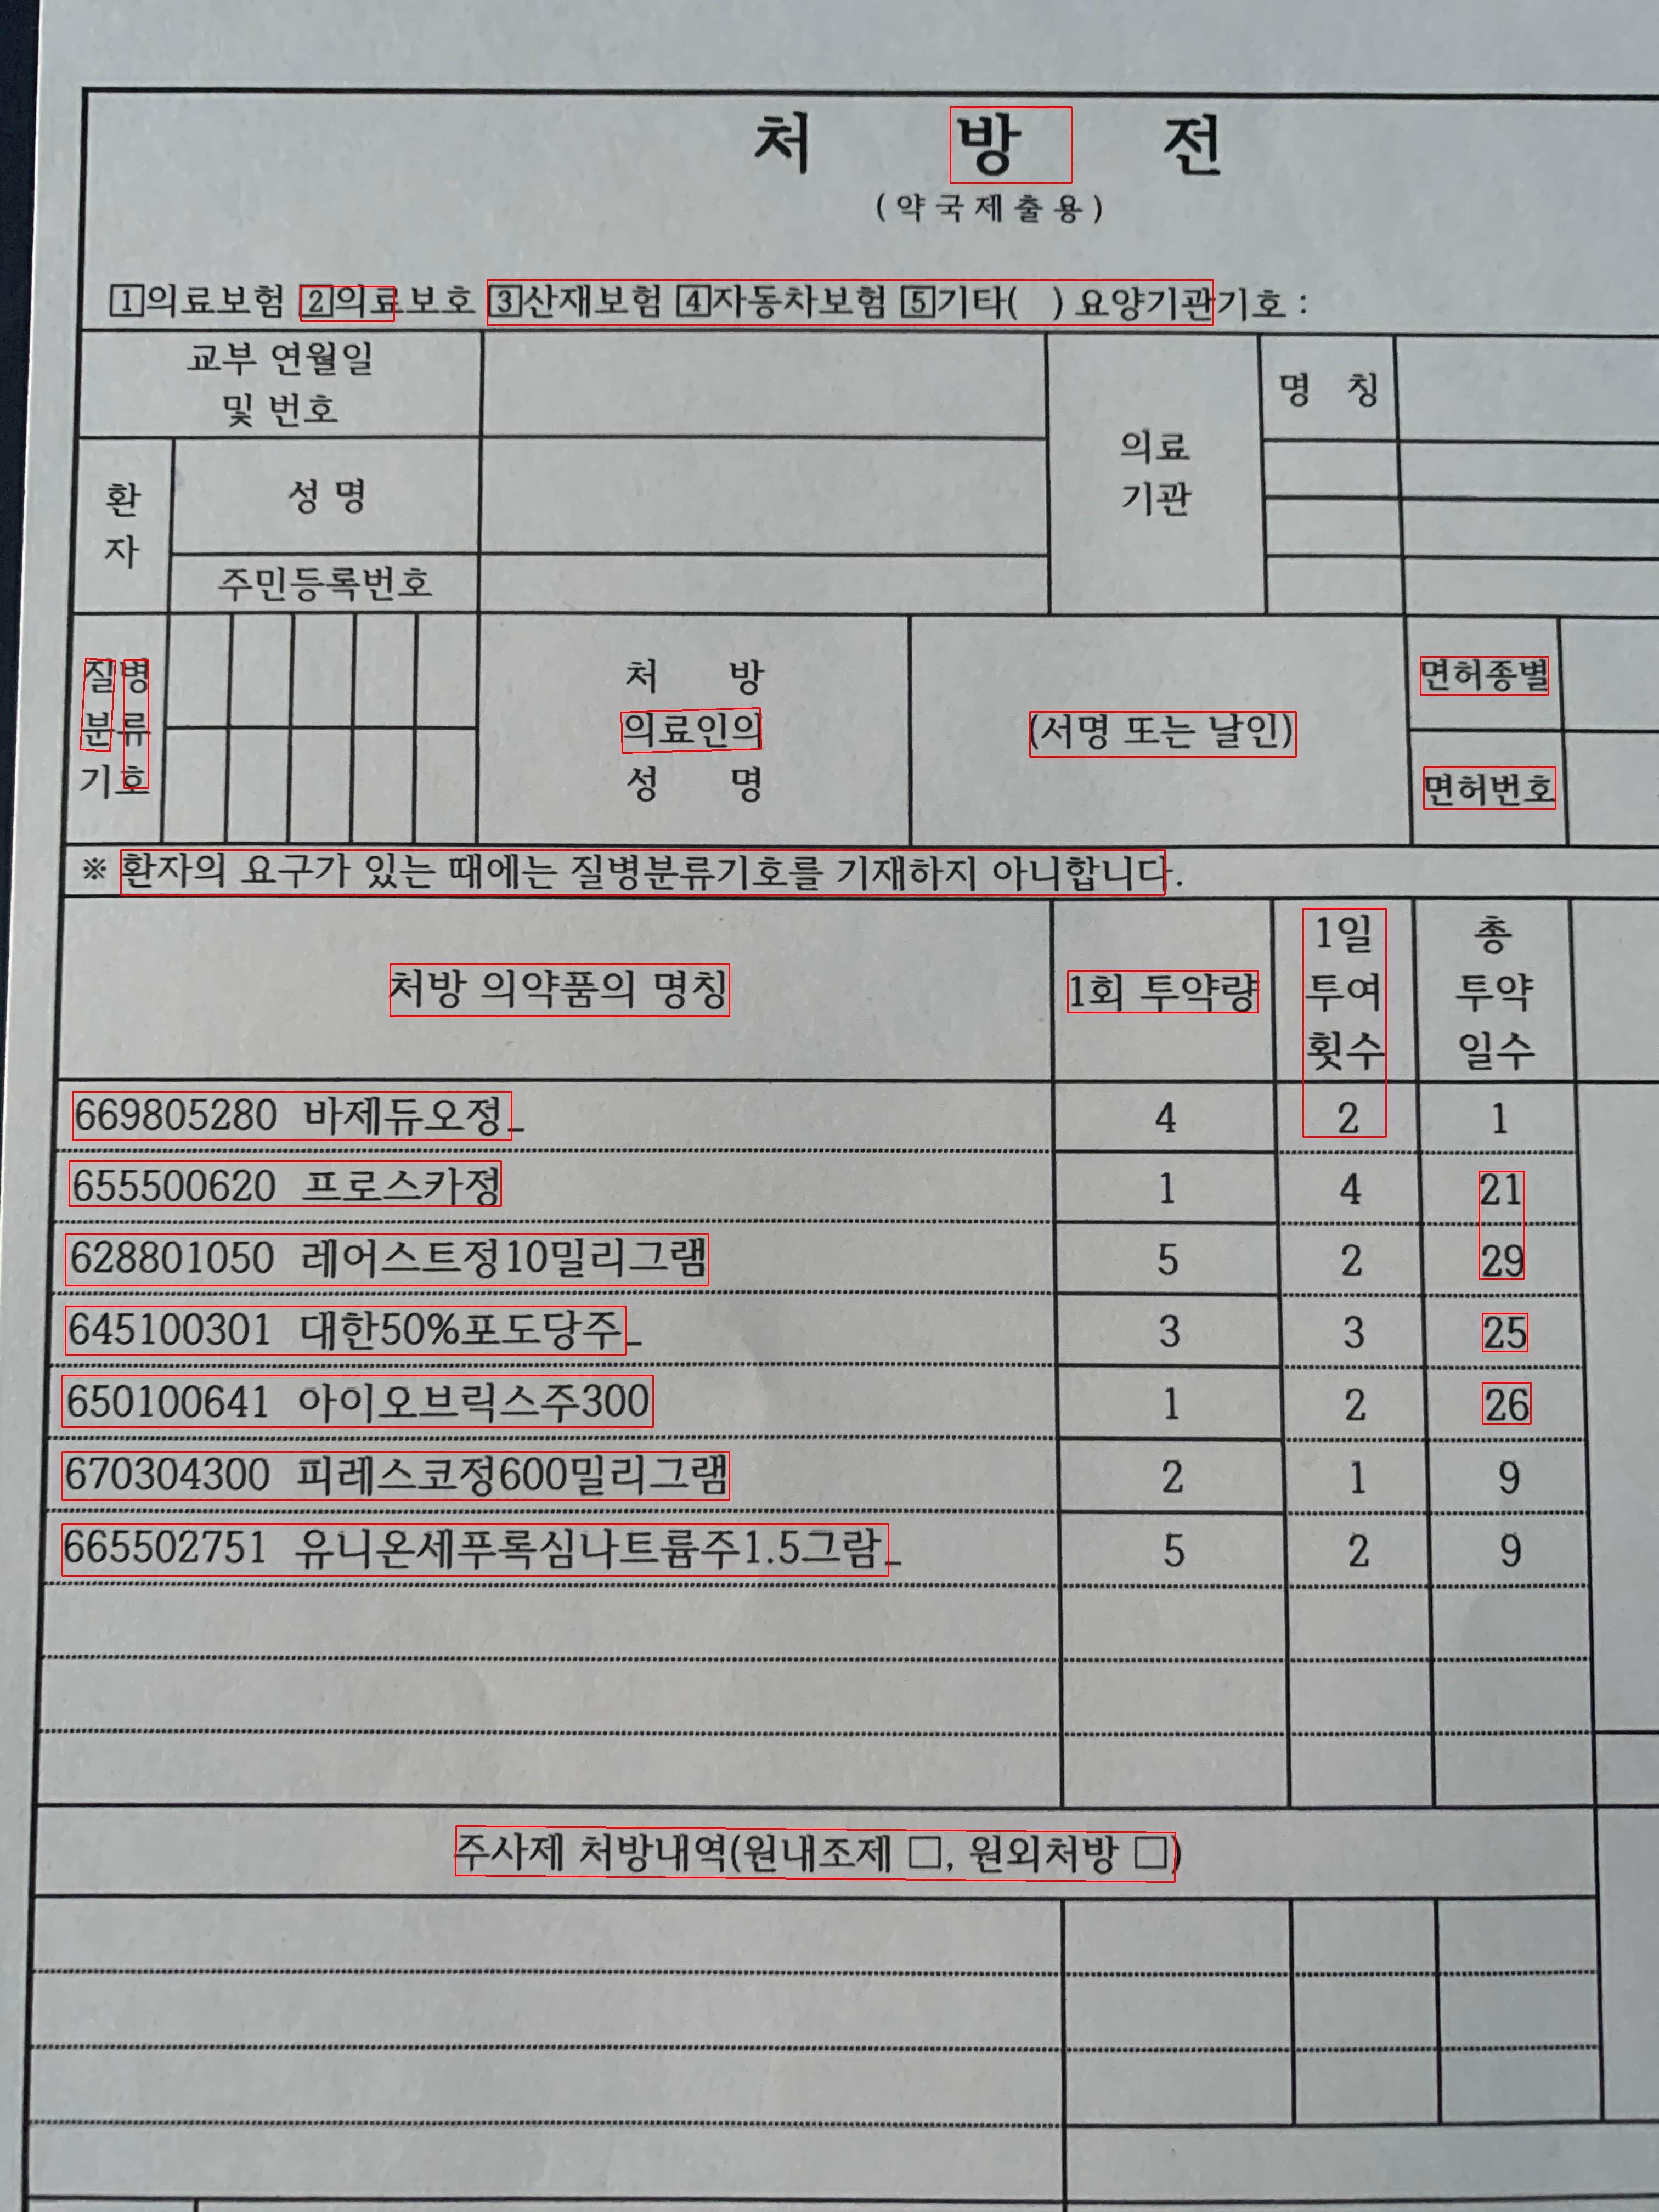 처 방 전
(약국제출용)
1의료보험 2의료보호 3산재보험 4자동차보험 5기타( ) 요양기관기호 :
교부 연월일
및 번호
의료
기관
명 칭
환
자
성 명
주민등록번호
질병
분류
기호
처 방
의료인의
성 명
(서명 또는 날인)
면허종별
면허번호
※ 환자의 요구가 있는 때에는 질병분류기호를 기재하지 아니합니다.
처방 의약품의 명칭
1회 투약량
1일
투여
횟수
총
투약
일수
669805280 바제듀오정_ 4 2 1
655500620 프로스카정 1 4 21
628801050 레어스트정10밀리그램 5 2 29
645100301 대한50%포도당주_ 3 3 25
650100641 아이오브릭스주300 1 2 26
670304300 피레스코정600밀리그램 2 1 9
665502751 유니온세푸록심나트륨주1.5그람_ 5 2 9
주사제 처방내역(원내조제 □, 원외처방 □)